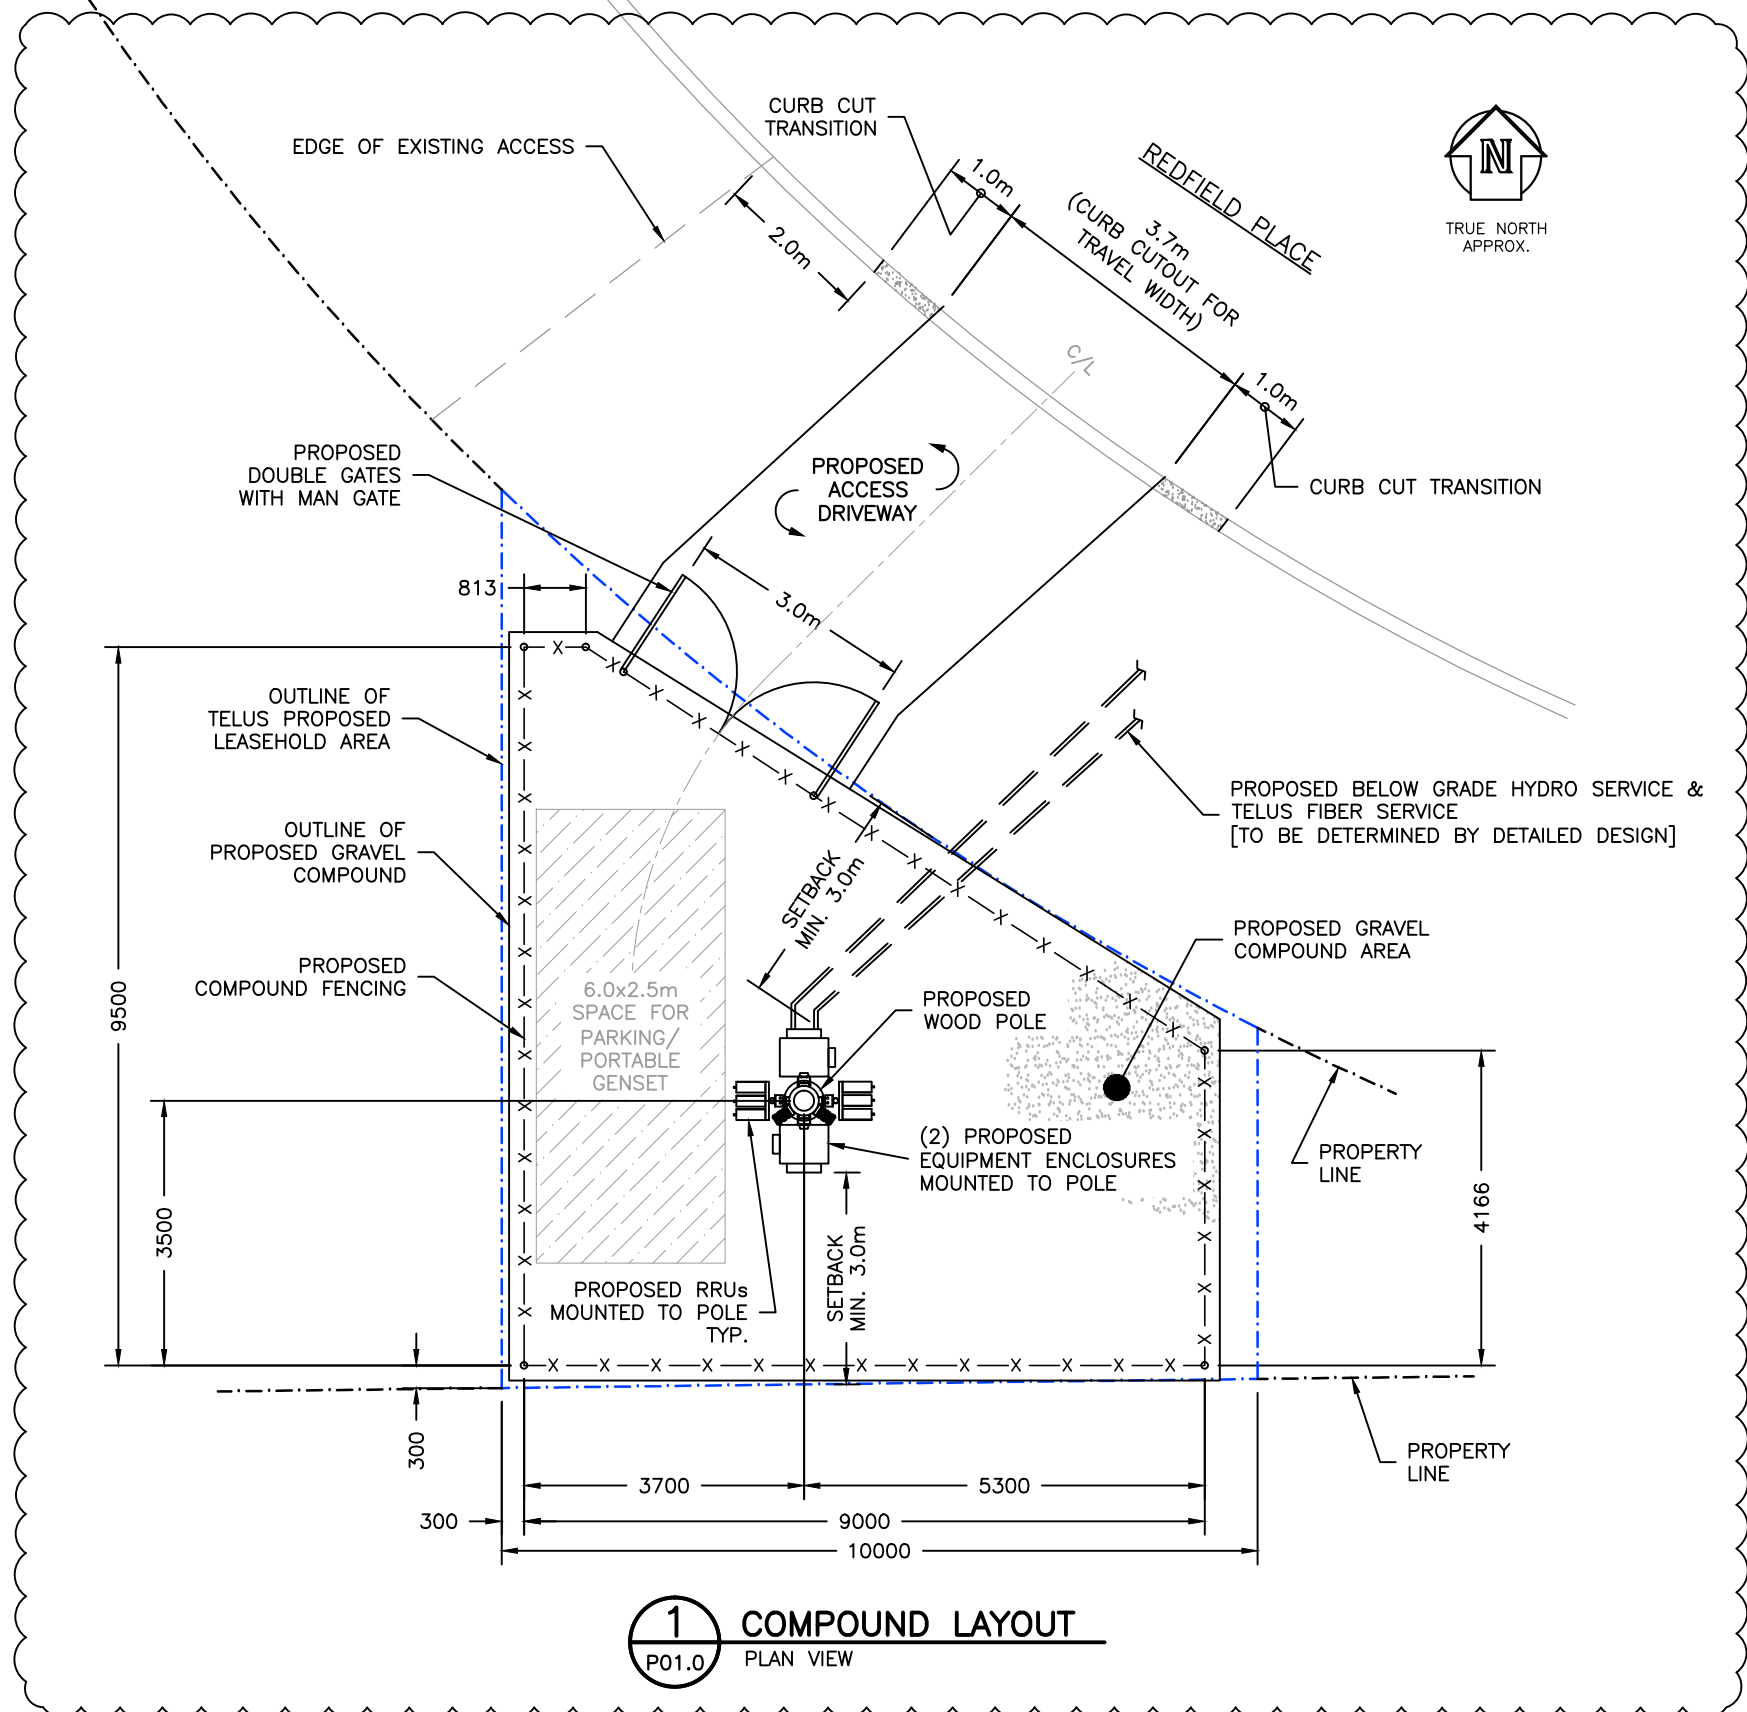 CURB CUT
TRANSITION
EDGE OF EXISTING ACCESS
1.0m
REDFIELD PLACE
N
TRUE NORTH
APPROX.
2.0m
3.7m
(CURB CUTOUT FOR
TRAVEL WIDTH)
C/L
1.0m
CURB CUT TRANSITION
PROPOSED
DOUBLE GATES
WITH MAN GATE
PROPOSED
ACCESS
DRIVEWAY
813
3.0m
OUTLINE OF
TELUS PROPOSED
LEASEHOLD AREA
PROPOSED BELOW GRADE HYDRO SERVICE &
TELUS FIBER SERVICE
[TO BE DETERMINED BY DETAILED DESIGN]
OUTLINE OF
PROPOSED GRAVEL
COMPOUND
SETBACK
MIN. 3.0m
PROPOSED GRAVEL
COMPOUND AREA
PROPOSED
COMPOUND FENCING
9500
6.0x2.5m
SPACE FOR
PARKING/
PORTABLE
GENSET
PROPOSED
WOOD POLE
(2) PROPOSED
EQUIPMENT ENCLOSURES
MOUNTED TO POLE
PROPERTY
LINE
3500
4166
SETBACK
MIN. 3.0m
PROPOSED RRUs
MOUNTED TO POLE
TYP.
300
PROPERTY
LINE
3700
5300
300
9000
10000
1
P01.0
COMPOUND LAYOUT
PLAN VIEW